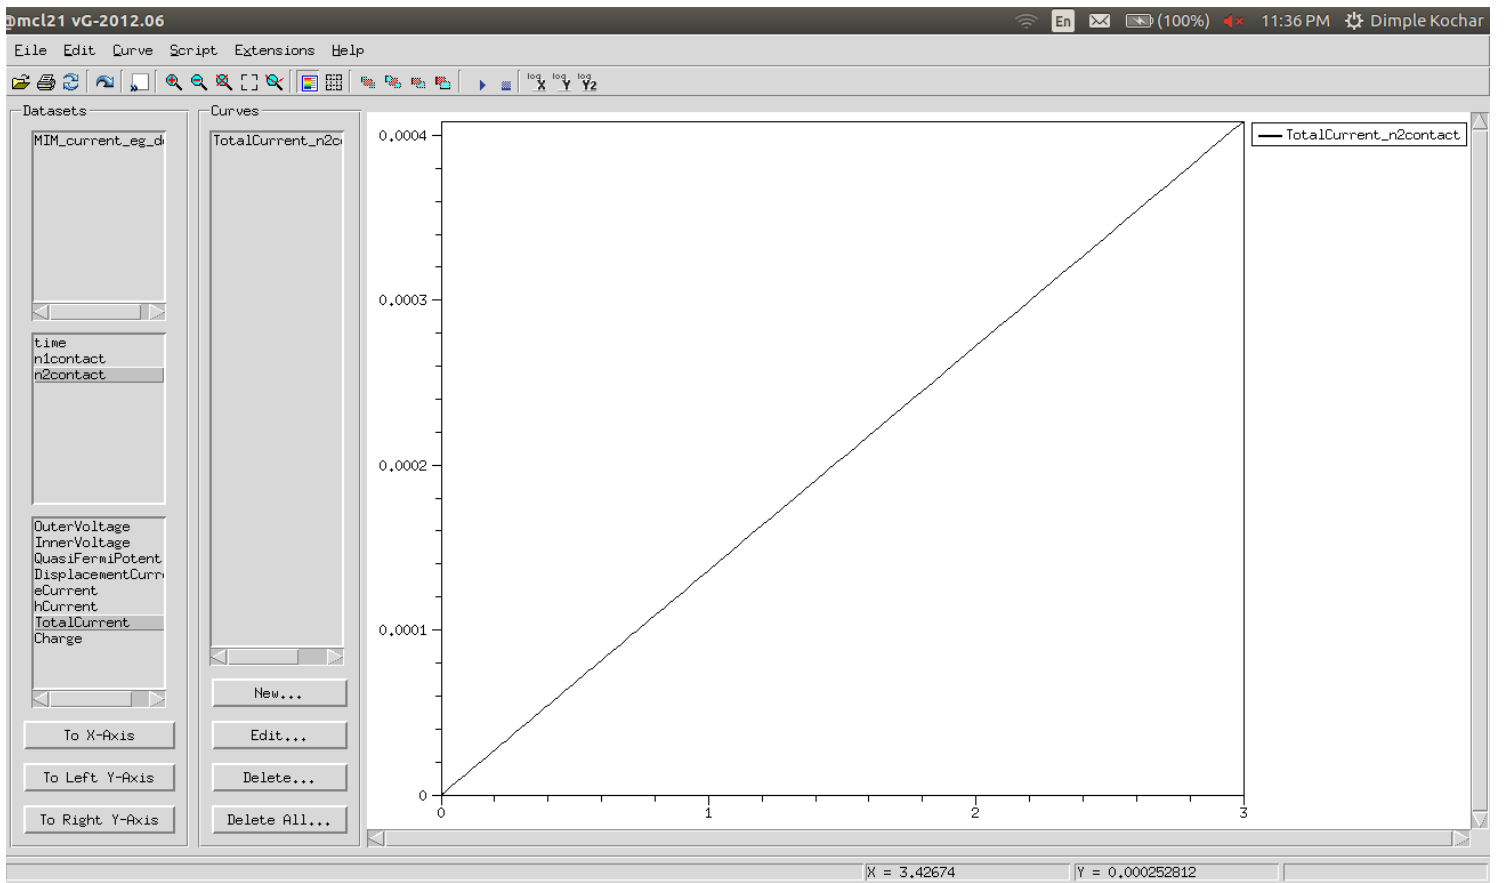 @mcl21 vG-2012.06
En
(100%)
11:36 PM
Dimple Kochar
File Edit Curve Script Extensions Help
log X
log Y
log Y2
Datasets
MIM_current_eg_d
time
n1contact
n2contact
OuterVoltage
InnerVoltage
QuasiFermiPotent
DisplacementCurr
eCurrent
hCurrent
TotalCurrent
Charge
To X-Axis
To Left Y-Axis
To Right Y-Axis
Curves
TotalCurrent_n2c
New...
Edit...
Delete...
Delete All...
0.0004
0.0003
0.0002
0.0001
0
0 1 2 3
TotalCurrent_n2contact
X = 3.42674
Y = 0.000252812